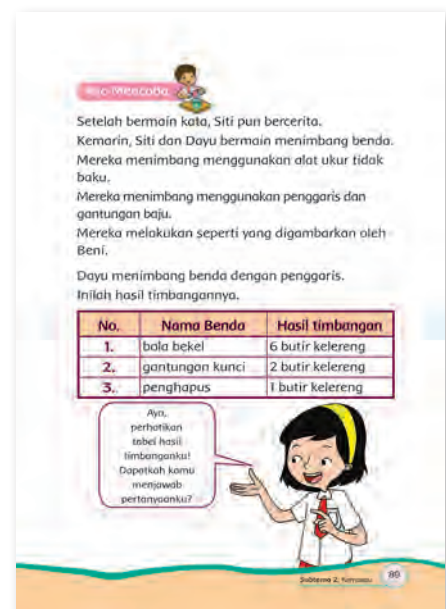 Ayo Mencoba
Setelah bermain kata, Siti pun bercerita.
Kemarin, Siti dan Dayu bermain menimbang benda.
Mereka menimbang menggunakan alat ukur tidak
baku.
Mereka menimbang menggunakan penggaris dan
gantungan baju.
Mereka melakukan seperti yang digambarkan oleh
Beni.
Dayu menimbang benda dengan penggaris.
Inilah hasil timbangannya.
No. Nama Benda Hasil timbangan
1. bola bekel 6 butir kelereng
2. gantungan kunci 2 butir kelereng
3. penghapus 1 butir kelereng
Ayo,
perhatikan
tabel hasil
timbanganku!
Dapatkah kamu
menjawab
pertanyaanku?
Subtema 2: 89